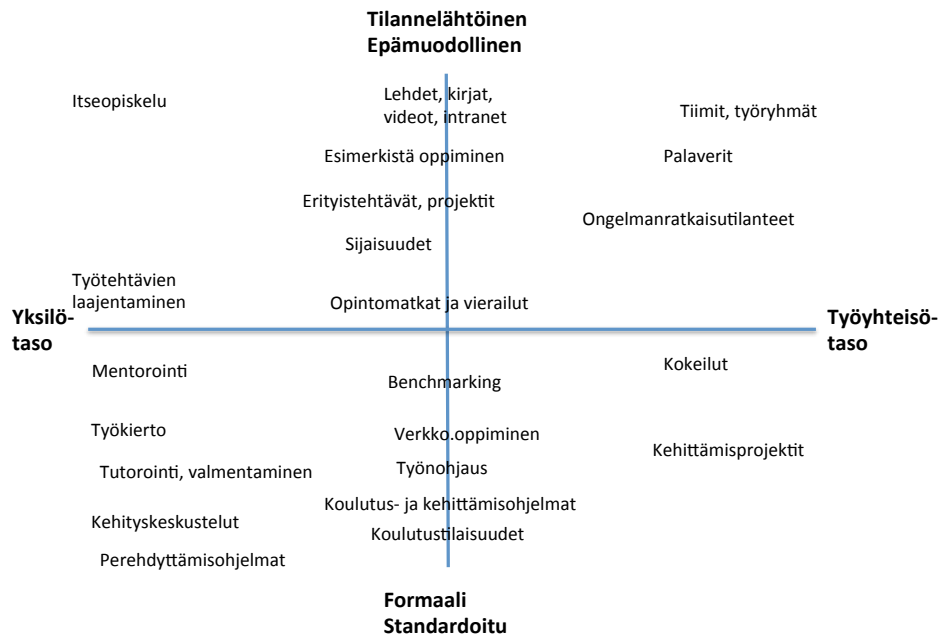 Tilannelähtöinen
Epämuodollinen
Itseopiskelu
Lehdet, kirjat,
videot, intranet
Tiimit, työryhmät
Esimerkistä oppiminen
Palaverit
Erityistehtävät, projektit
Ongelmanratkaisutilanteet
Sijaisuudet
Työtehtävien
laajentaminen
Opintomatkat ja vierailut
Yksilö-
taso
Työyhteisö-
taso
Mentorointi
Benchmarking
Kokeilut
Työkierto
Verkko.oppiminen
Kehittämisprojektit
Tutorointi, valmentaminen
Työnohjaus
Koulutus- ja kehittämisohjelmat
Kehityskeskustelut
Koulutustilaisuudet
Perehdyttämisohjelmat
Formaali
Standardoitu